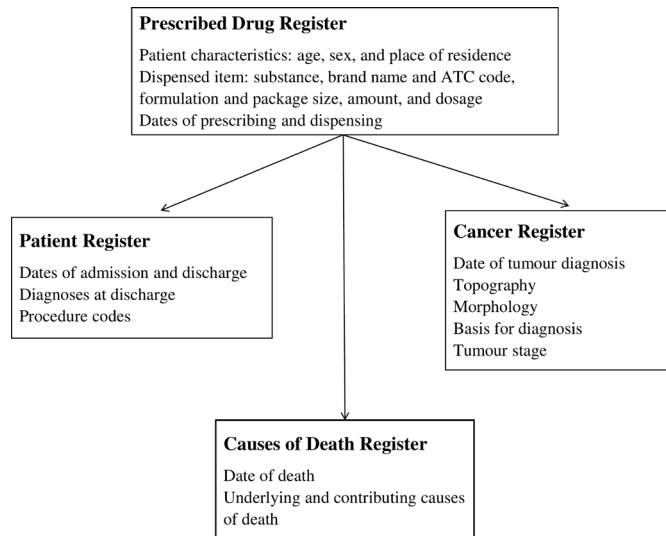 Prescribed Drug Register
Patient characteristics: age, sex, and place of residence
Dispensed item: substance, brand name and ATC code,
formulation and package size, amount, and dosage
Dates of prescribing and dispensing
Patient Register
Dates of admission and discharge
Diagnoses at discharge
Procedure codes
Cancer Register
Date of tumour diagnosis
Topography
Morphology
Basis for diagnosis
Tumour stage
Causes of Death Register
Date of death
Underlying and contributing causes
of death